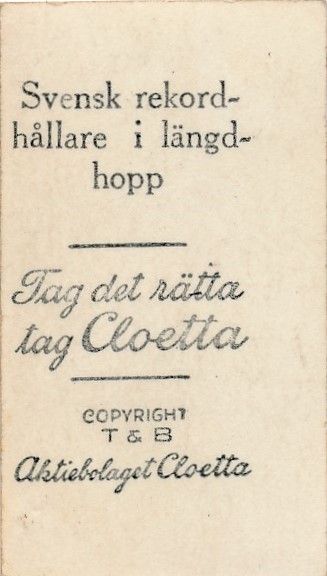 Svensk rekord-
hållare i längd-
hopp
Tag det rätta
tag Cloetta
COPYRIGHT
T & B
Aktiebolaget Cloetta